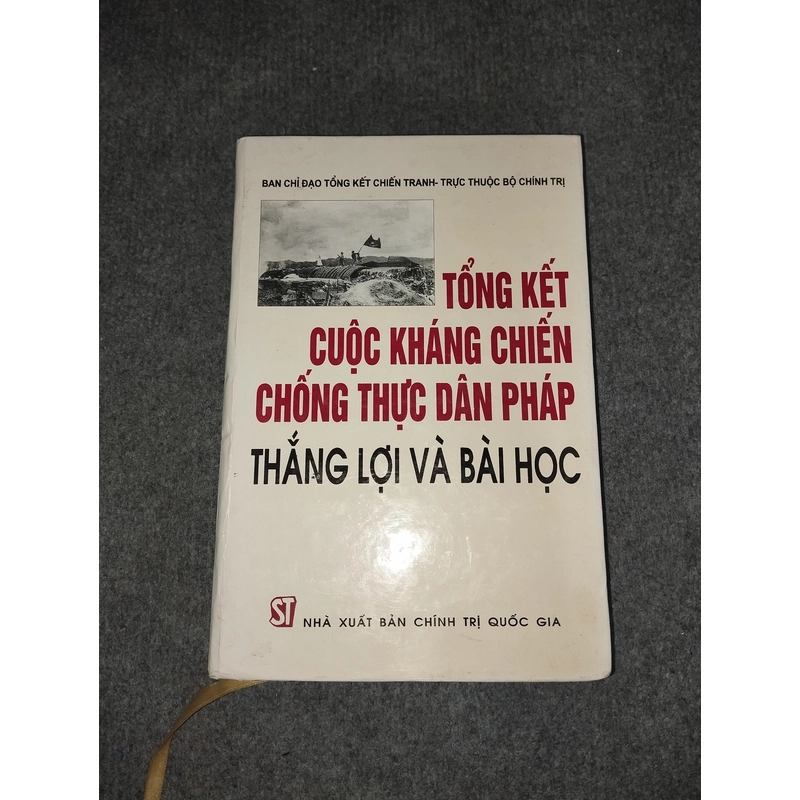 BAN CHỈ ĐẠO TỔNG KẾT CHIẾN TRANH- TRỰC THUỘC BỘ CHÍNH TRỊ
TỔNG KẾT
CUỘC KHÁNG CHIẾN
CHỐNG THỰC DÂN PHÁP
THẮNG LỢI VÀ BÀI HỌC
ST NHÀ XUẤT BẢN CHÍNH TRỊ QUỐC GIA